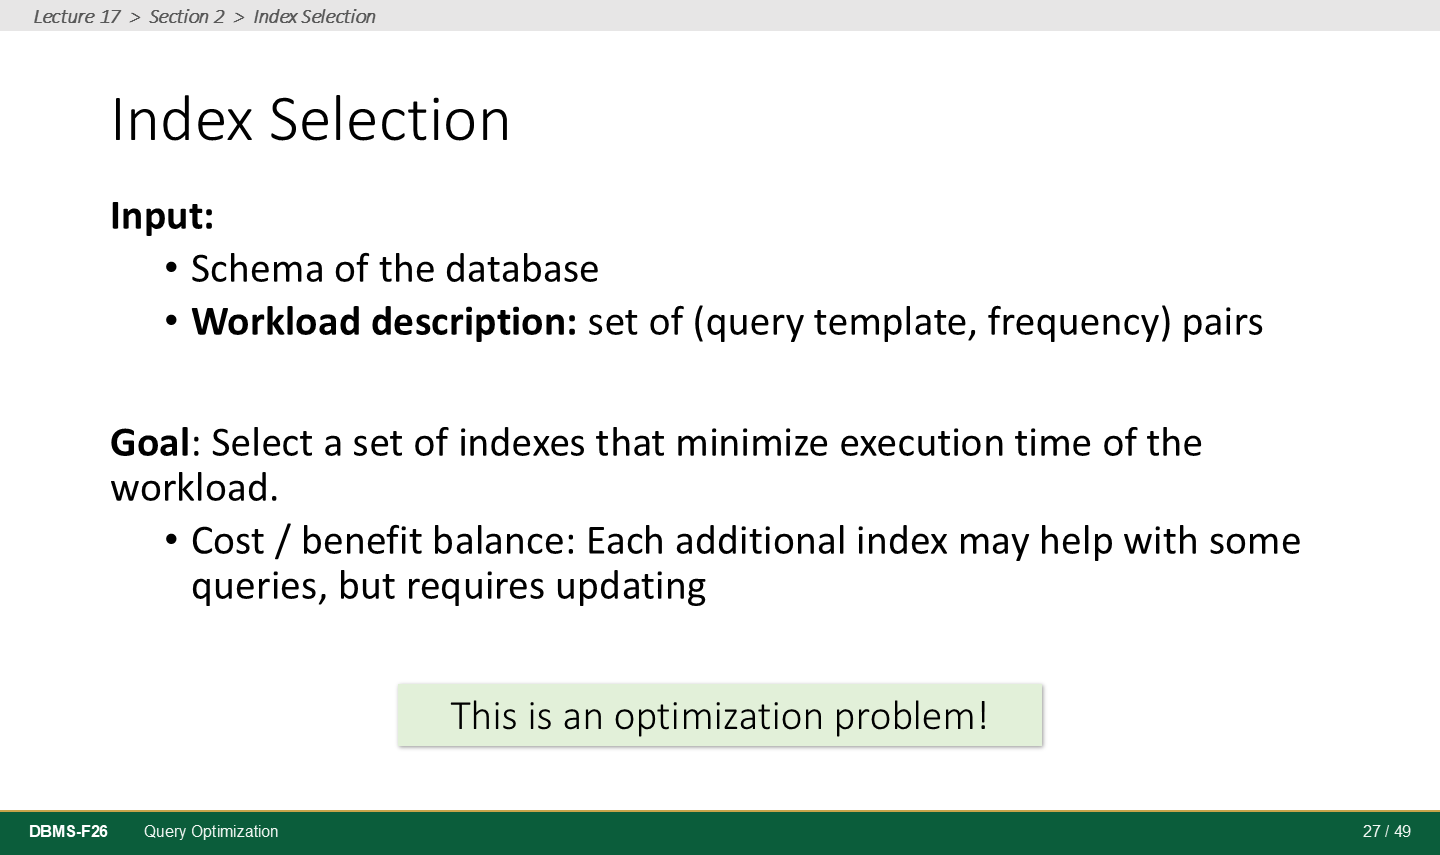 Lecture 17 > Section 2 > Index Selection
Index Selection
Input:
• Schema of the database
• Workload description: set of (query template, frequency) pairs
Goal: Select a set of indexes that minimize execution time of the
workload.
• Cost / benefit balance: Each additional index may help with some
queries, but requires updating
This is an optimization problem!
DBMS-F26 Query Optimization 27 / 49